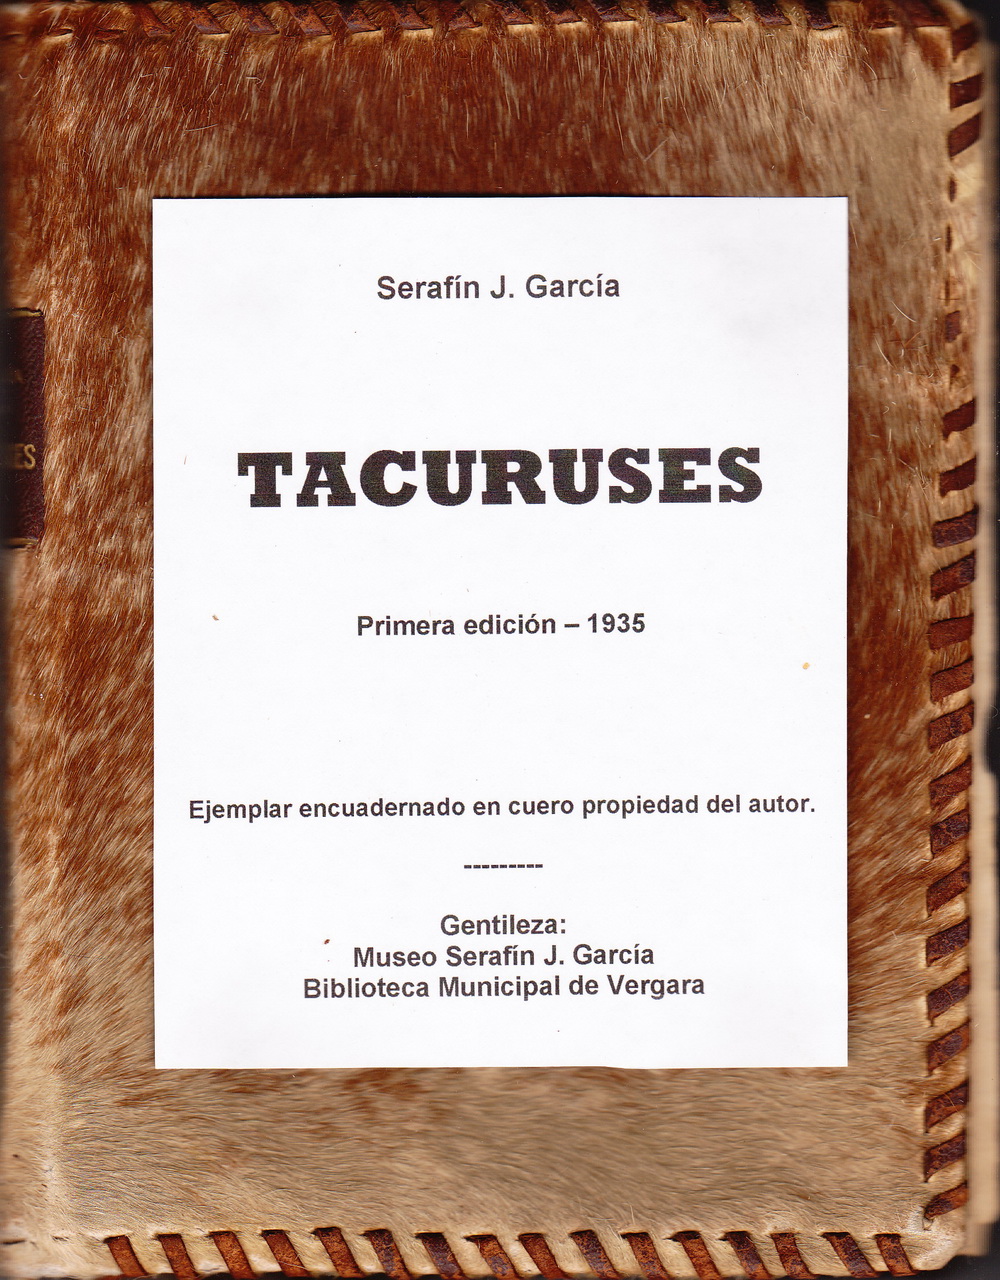 Serafín J. García
TACURUSES
Primera edición – 1935
Ejemplar encuadernado en cuero propiedad del autor.
---------
Gentileza:
Museo Serafín J. García
Biblioteca Municipal de Vergara
ES